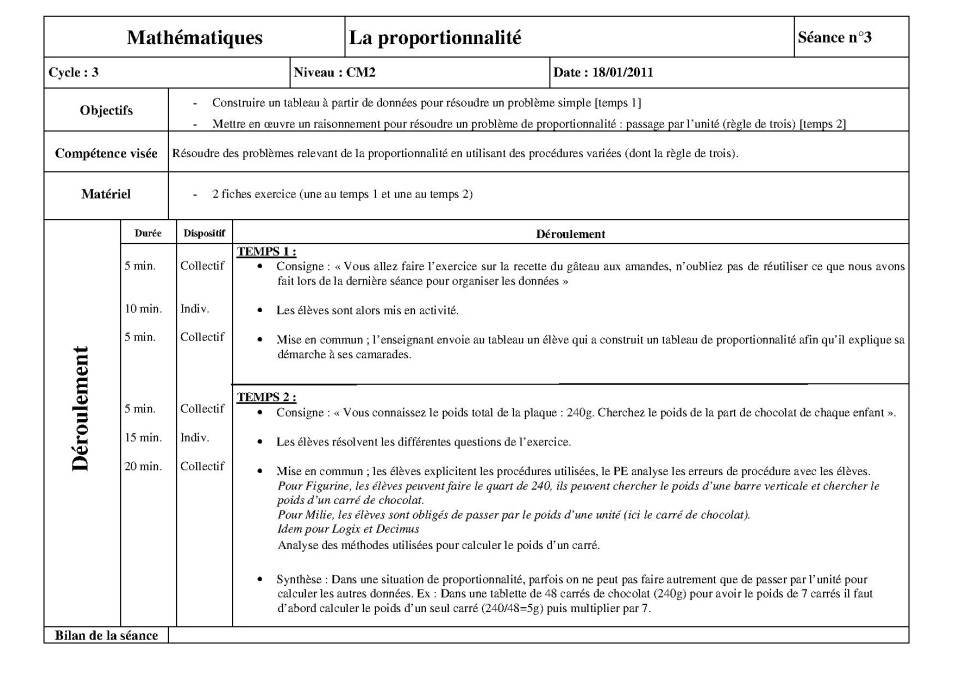 Mathématiques
La proportionnalité
Séance n°3
Cycle : 3
Niveau : CM2
Date : 18/01/2011
Objectifs
- Construire un tableau à partir de données pour résoudre un problème simple [temps 1]
- Mettre en œuvre un raisonnement pour résoudre un problème de proportionnalité : passage par l'unité (règle de trois) [temps 2]
Compétence visée
Résoudre des problèmes relevant de la proportionnalité en utilisant des procédures variées (dont la règle de trois).
Matériel
- 2 fiches exercice (une au temps 1 et une au temps 2)
Déroulement
Durée
Dispositif
Déroulement
TEMPS 1 :
5 min.
Collectif
• Consigne : « Vous allez faire l'exercice sur la recette du gâteau aux amandes, n'oubliez pas de réutiliser ce que nous avons
fait lors de la dernière séance pour organiser les données »
10 min.
Indiv.
• Les élèves sont alors mis en activité.
5 min.
Collectif
• Mise en commun ; l'enseignant envoie au tableau un élève qui a construit un tableau de proportionnalité afin qu'il explique sa
démarche à ses camarades.
TEMPS 2 :
5 min.
Collectif
• Consigne : « Vous connaissez le poids total de la plaque : 240g. Cherchez le poids de la part de chocolat de chaque enfant ».
15 min.
Indiv.
• Les élèves résolvent les différentes questions de l'exercice.
20 min.
Collectif
• Mise en commun ; les élèves explicitent les procédures utilisées, le PE analyse les erreurs de procédure avec les élèves.
Pour Figurine, les élèves peuvent faire le quart de 240, ils peuvent chercher le poids d'une barre verticale et chercher le
poids d'un carré de chocolat.
Pour Milie, les élèves sont obligés de passer par le poids d'une unité (ici le carré de chocolat).
Idem pour Logix et Decimus
Analyse des méthodes utilisées pour calculer le poids d'un carré.
• Synthèse : Dans une situation de proportionnalité, parfois on ne peut pas faire autrement que de passer par l'unité pour
calculer les autres données. Ex : Dans une tablette de 48 carrés de chocolat (240g) pour avoir le poids de 7 carrés il faut
d'abord calculer le poids d'un seul carré (240/48=5g) puis multiplier par 7.
Bilan de la séance